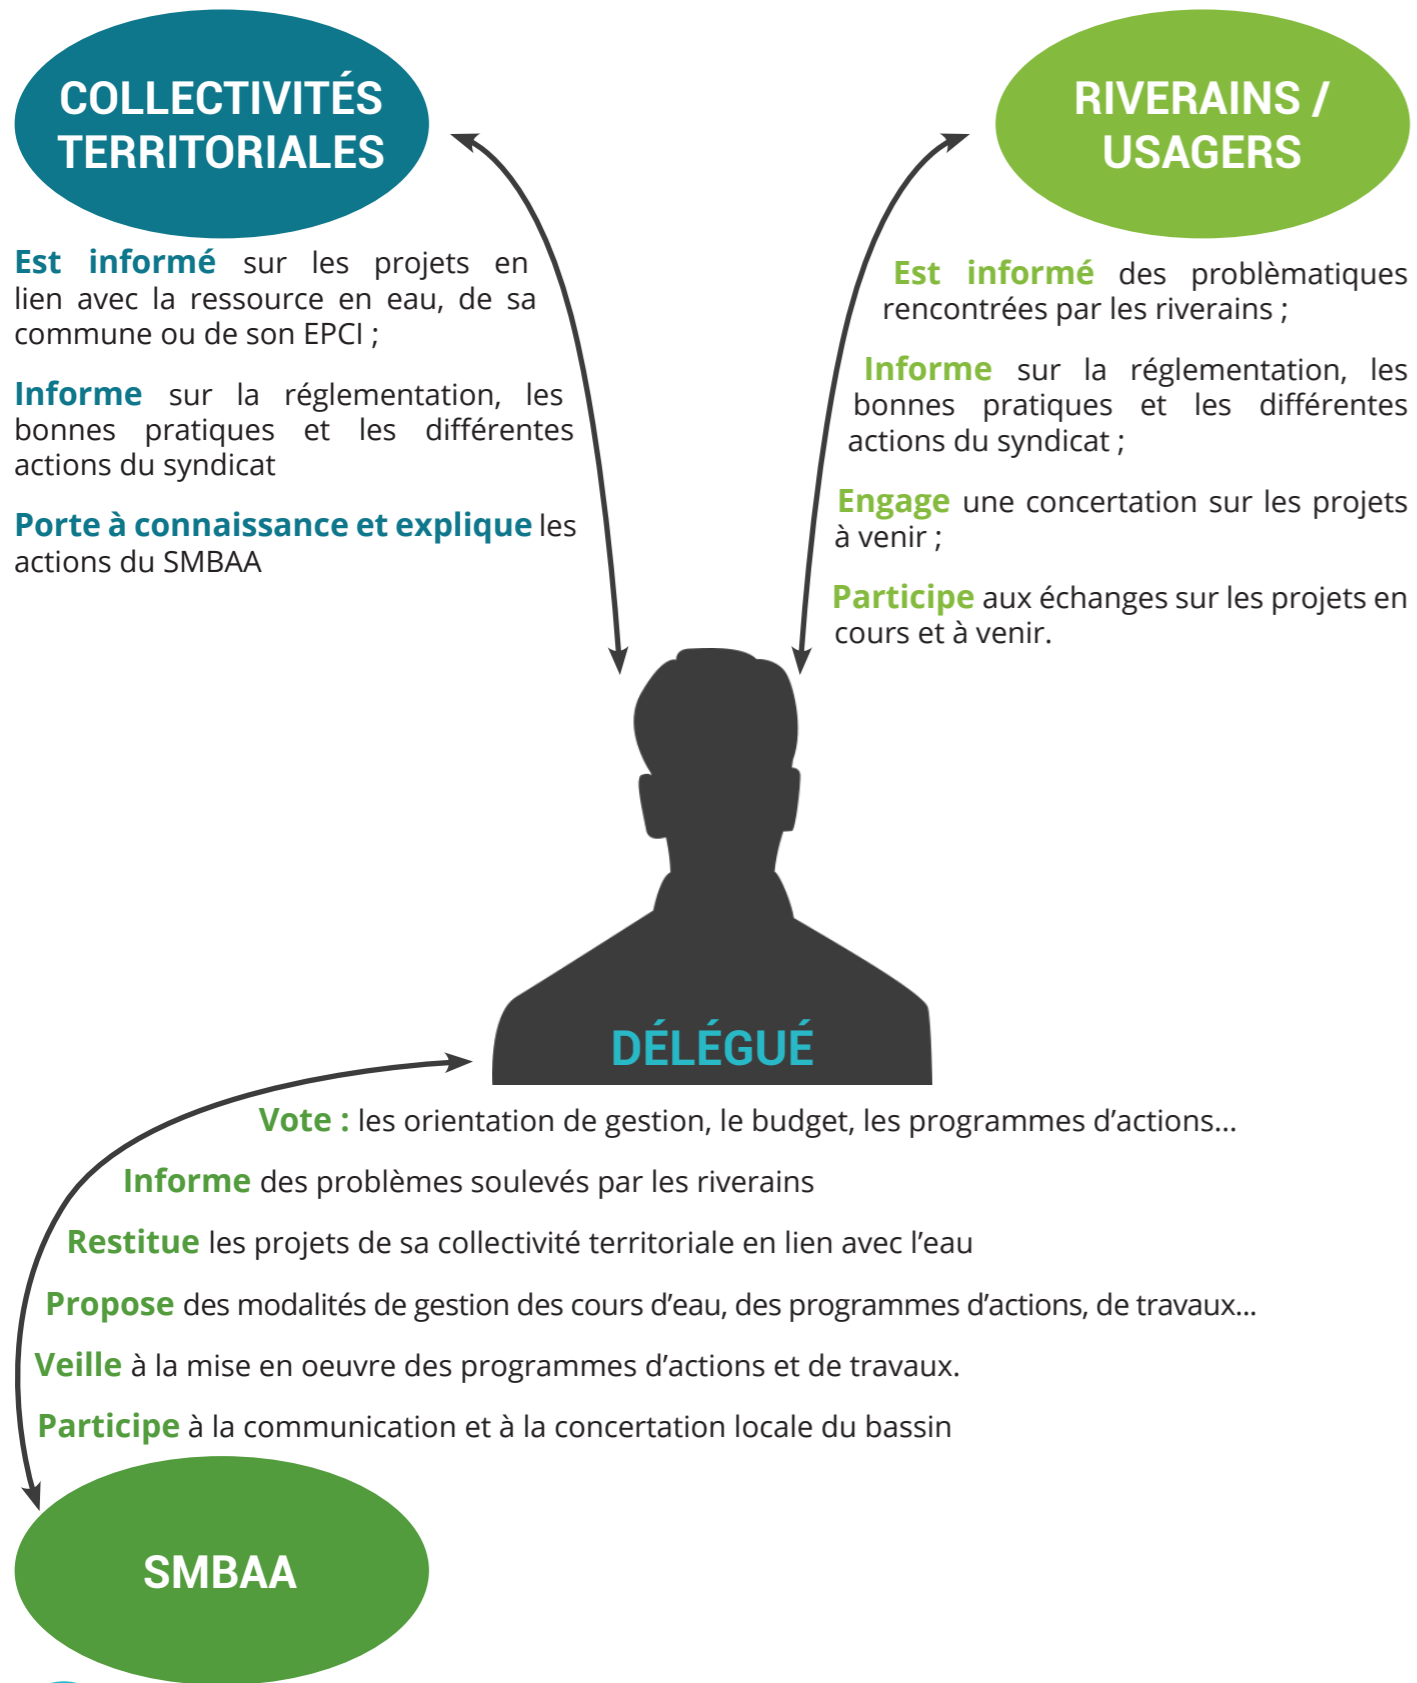 COLLECTIVITÉS
TERRITORIALES
Est informé sur les projets en
lien avec la ressource en eau, de sa
commune ou de son EPCI ;
Informe sur la réglementation, les
bonnes pratiques et les différentes
actions du syndicat
Porte à connaissance et explique les
actions du SMBAA
RIVERAINS /
USAGERS
Est informé des problèmatiques
rencontrées par les riverains ;
Informe sur la réglementation, les
bonnes pratiques et les différentes
actions du syndicat ;
Engage une concertation sur les projets
à venir ;
Participe aux échanges sur les projets en
cours et à venir.
DÉLÉGUÉ
Vote : les orientation de gestion, le budget, les programmes d’actions...
Informe des problèmes soulevés par les riverains
Restitue les projets de sa collectivité territoriale en lien avec l’eau
Propose des modalités de gestion des cours d’eau, des programmes d’actions, de travaux...
Veille à la mise en oeuvre des programmes d’actions et de travaux.
Participe à la communication et à la concertation locale du bassin
SMBAA